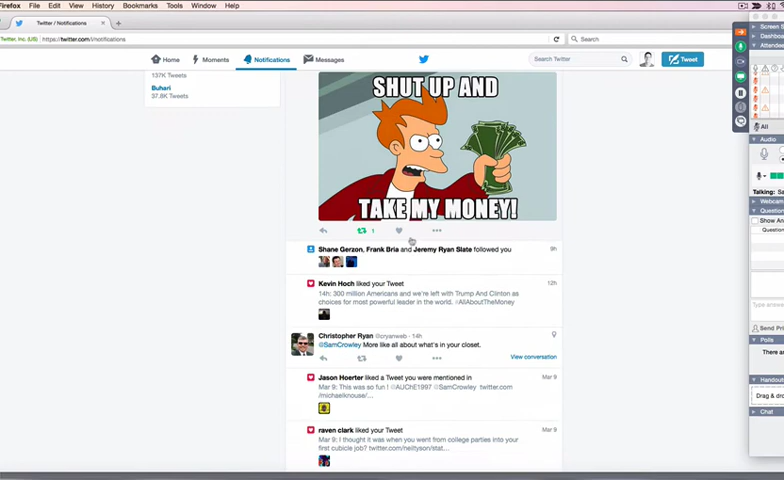 Firefox File Edit View History Bookmarks Tools Window
Twitter / Notifications
Twitter, Inc. (US) https://twitter.com/i/notifications
Search
Home Moments Notifications Messages
Search Twitter
Tweet
137K Tweets
Buhari
37.8K Tweets
SHUT UP AND
TAKE MY MONEY!
1
Shane Gerzon, Frank Bria and Jeremy Ryan Slate followed you
9h
Kevin Hoch liked your Tweet
12h
14h: 300 million Americans and we're left with Trump And Clinton as
choices for most powerful leader in the world. #AllAboutTheMoney
Christopher Ryan @cryanweb · 14h
@SamCrowley More like all about what's in your closet.
View conversation
Jason Hoerter liked a Tweet you were mentioned in
Mar 9
Mar 9: This was so fun ! @AUChE1997 @SamCrowley twitter.com
/michaelknouse/...
raven clark liked your Tweet
Mar 9
Mar 9: I thought it was when you went from college parties into your
first cubicle job? twitter.com/neiltyson/stat...
Screen S
Dashboa
Attendee
All
Audio
Talking: Sa
Webcam
Question
Show An
Question
Type answe
Send Pri
Polls
There ar
Handout
Drag & dro
Chat